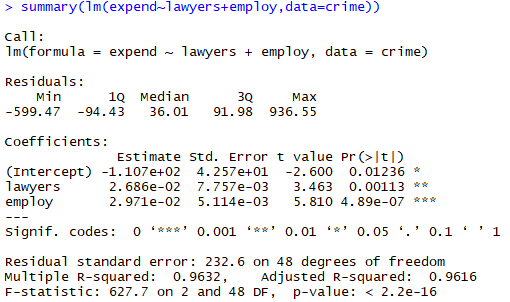 > summary(lm(expend~lawyers+employ,data=crime))
Call:
lm(formula = expend ~ lawyers + employ, data = crime)
Residuals:
    Min      1Q  Median      3Q     Max
-599.47  -94.43   36.01   91.98  936.55
Coefficients:
              Estimate Std. Error t value Pr(>|t|)
(Intercept) -1.107e+02  4.257e+01  -2.600  0.01236 *
lawyers      2.686e-02  7.757e-03   3.463  0.00113 **
employ       2.971e-02  5.114e-03   5.810 4.89e-07 ***
---
Signif. codes:  0 ‘***’ 0.001 ‘**’ 0.01 ‘*’ 0.05 ‘.’ 0.1 ‘ ’ 1
Residual standard error: 232.6 on 48 degrees of freedom
Multiple R-squared:  0.9632,    Adjusted R-squared:  0.9616
F-statistic: 627.7 on 2 and 48 DF,  p-value: < 2.2e-16